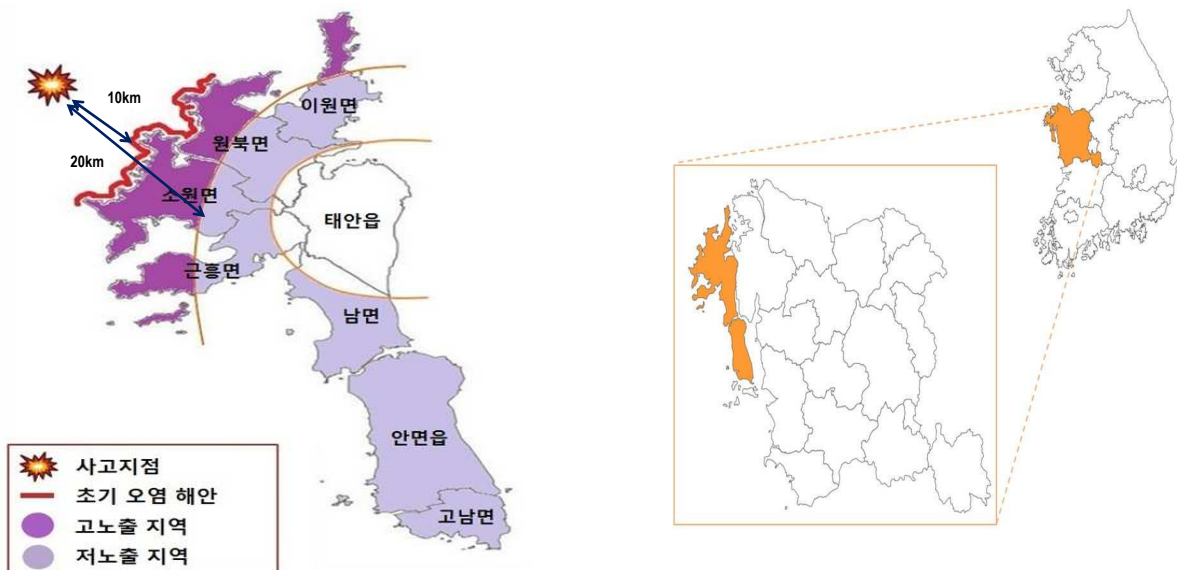 10km
20km
이원면
원북면
소원면
태안읍
근흥면
남면
안면읍
고남면
사고지점
초기 오염 해안
고노출 지역
저노출 지역